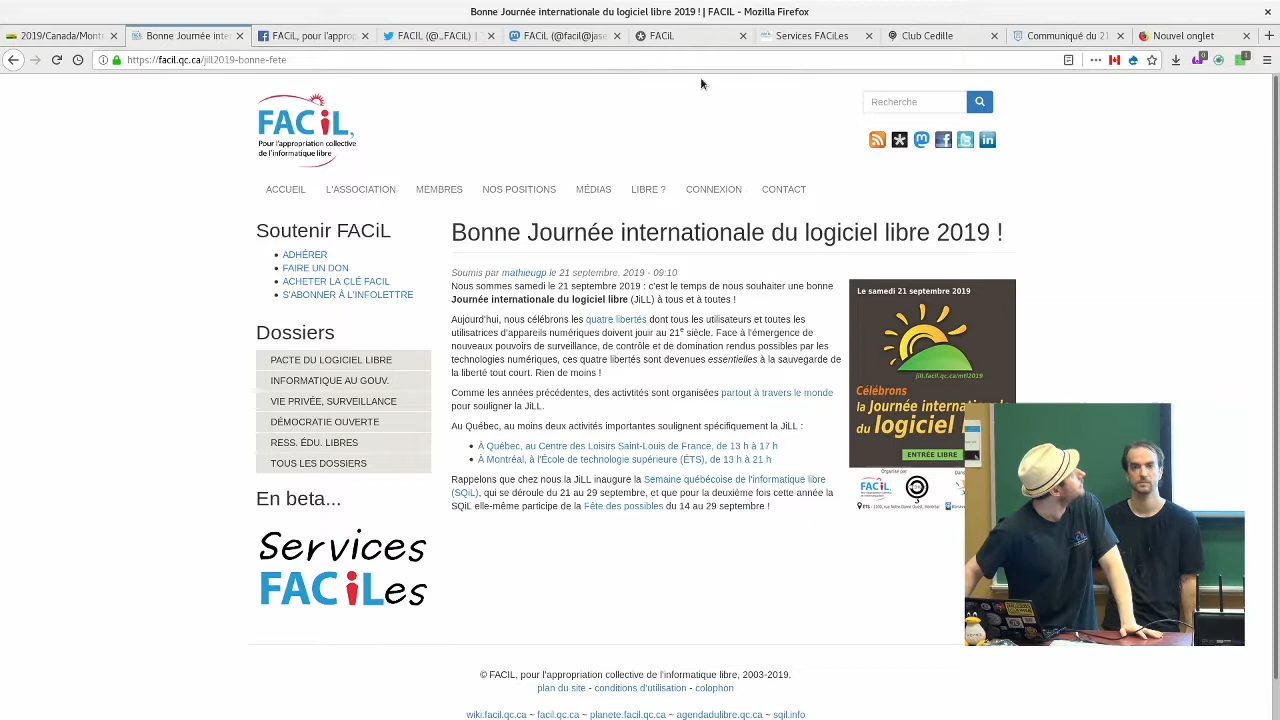 Bonne Journée internationale du logiciel libre 2019 ! | FACIL - Mozilla Firefox
2019/Canada/Montr
Bonne Journée inter
FACiL, pour l'approp
FACiL (@_FACiL) |
FACiL (@facil@jase
FACiL
Services FACiLes
Club Cedille
Communiqué du 21
Nouvel onglet
https://facil.qc.ca/jill2019-bonne-fete
FACiL,
Pour l'appropriation collective
de l'informatique libre
Recherche
ACCUEIL L'ASSOCIATION MEMBRES NOS POSITIONS MÉDIAS LIBRE ? CONNEXION CONTACT
Soutenir FACiL
ADHÉRER
FAIRE UN DON
ACHETER LA CLÉ FACIL
S'ABONNER À L'INFOLETTRE
Dossiers
PACTE DU LOGICIEL LIBRE
INFORMATIQUE AU GOUV.
VIE PRIVÉE, SURVEILLANCE
DÉMOCRATIE OUVERTE
RESS. ÉDU. LIBRES
TOUS LES DOSSIERS
En beta...
Services
FACiLes
Bonne Journée internationale du logiciel libre 2019 !
Soumis par mathieugp le 21 septembre, 2019 - 09:10
Nous sommes samedi le 21 septembre 2019 : c'est le temps de nous souhaiter une bonne
Journée internationale du logiciel libre (JiLL) à tous et à toutes !
Aujourd'hui, nous célébrons les quatre libertés dont tous les utilisateurs et toutes les
utilisatrices d'appareils numériques doivent jouir au 21e siècle. Face à l'émergence de
nouveaux pouvoirs de surveillance, de contrôle et de domination rendus possibles par les
technologies numériques, ces quatre libertés sont devenues essentielles à la sauvegarde de
la liberté tout court. Rien de moins !
Comme les années précédentes, des activités sont organisées partout à travers le monde
pour souligner la JiLL.
Au Québec, au moins deux activités importantes soulignent spécifiquement la JiLL :
À Québec, au Centre des Loisirs Saint-Louis de France, de 13 h à 17 h
À Montréal, à l'École de technologie supérieure (ÉTS), de 13 h à 21 h
Rappelons que chez nous la JiLL inaugure la Semaine québécoise de l'informatique libre
(SQiL), qui se déroule du 21 au 29 septembre, et que pour la deuxième fois cette année la
SQiL elle-même participe de la Fête des possibles du 14 au 29 septembre !
Le samedi 21 septembre 2019
jill.facil.qc.ca/mtl2019
Célébrons
la Journée internationale
du logiciel
ENTRÉE LIBRE
Organisé par
Dans
FACiL,
© FACIL, pour l'appropriation collective de l'informatique libre, 2003-2019.
plan du site - conditions d'utilisation - colophon
wiki.facil.qc.ca ~ facil.qc.ca ~ planete.facil.qc.ca ~ agendadulibre.qc.ca ~ sqil.info